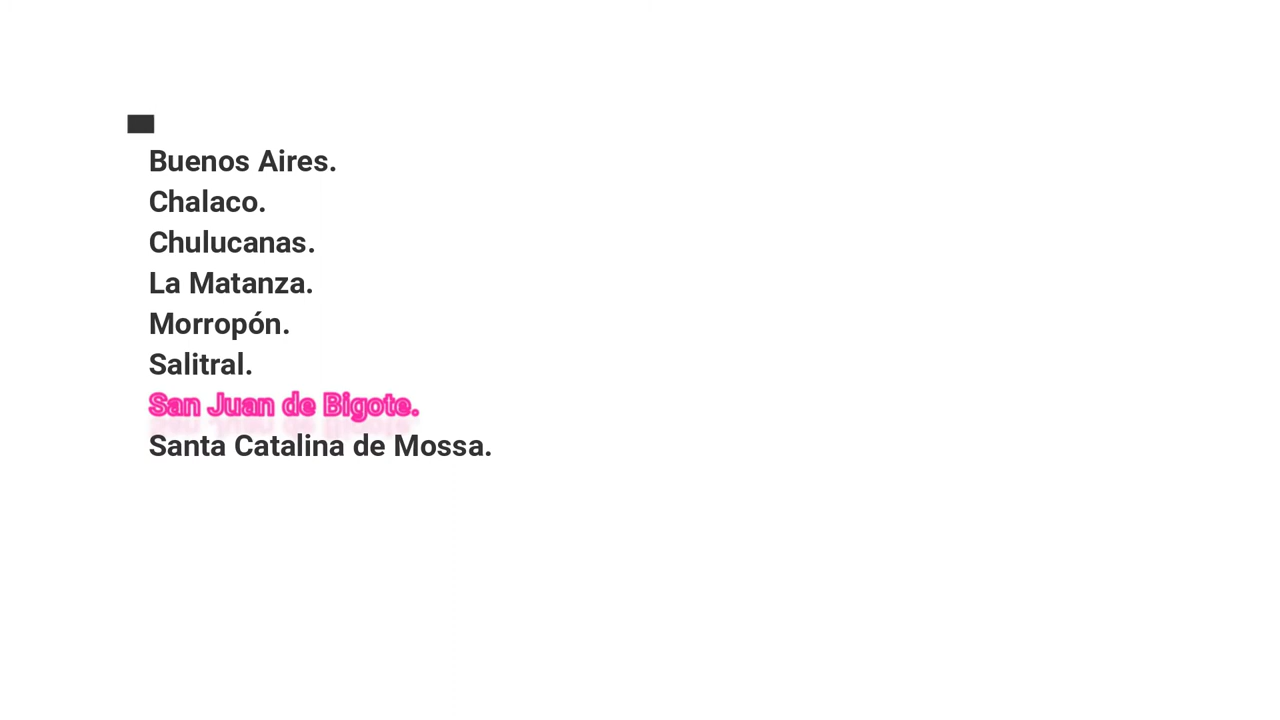 Buenos Aires.
Chalaco.
Chulucanas.
La Matanza.
Morropón.
Salitral.
San Juan de Bigote.
Santa Catalina de Mossa.